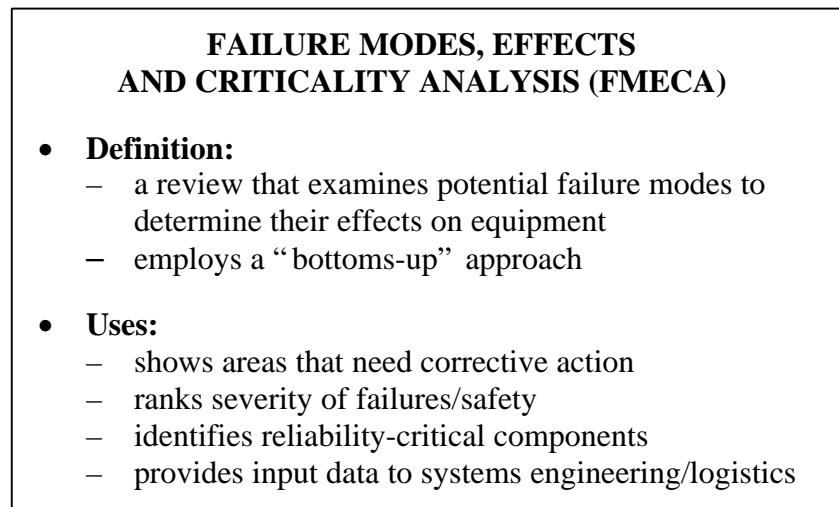 FAILURE MODES, EFFECTS
AND CRITICALITY ANALYSIS (FMECA)
• Definition:
– a review that examines potential failure modes to
determine their effects on equipment
– employs a “bottoms-up” approach
• Uses:
– shows areas that need corrective action
– ranks severity of failures/safety
– identifies reliability-critical components
– provides input data to systems engineering/logistics